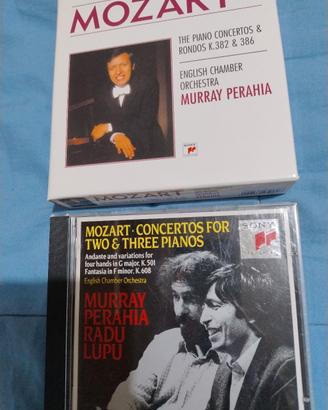 MOZART
THE PIANO CONCERTOS &
RONDOS K.382 & 386
ENGLISH CHAMBER
ORCHESTRA
MURRAY PERAHIA
SONY
MOZART
MOZART · CONCERTOS FOR
TWO & THREE PIANOS
Andante and variations for
four hands in G major, K. 501
Fantasia in F minor, K. 608
English Chamber Orchestra
SONY
MURRAY
PERAHIA
RADU
LUPU